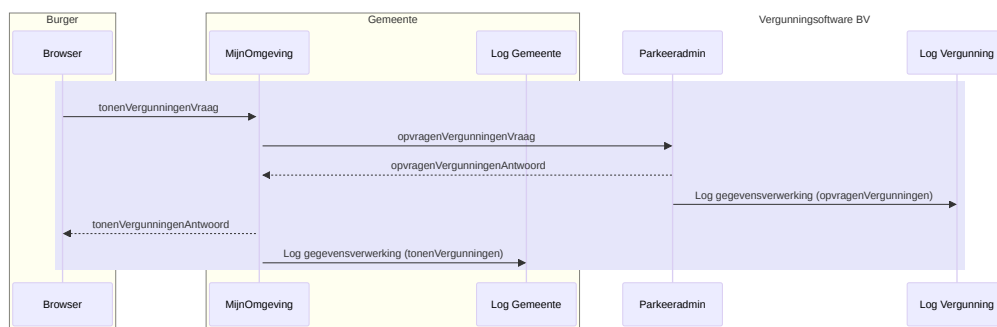 Burger
Gemeente
Vergunningsoftware BV
Browser
MijnOmgeving
Log Gemeente
Parkeeradmin
Log Vergunning
tonenVergunningenVraag
opvragenVergunningenVraag
opvragenVergunningenAntwoord
Log gegevensverwerking (opvragenVergunningen)
tonenVergunningenAntwoord
Log gegevensverwerking (tonenVergunningen)
Browser
MijnOmgeving
Log Gemeente
Parkeeradmin
Log Vergunning